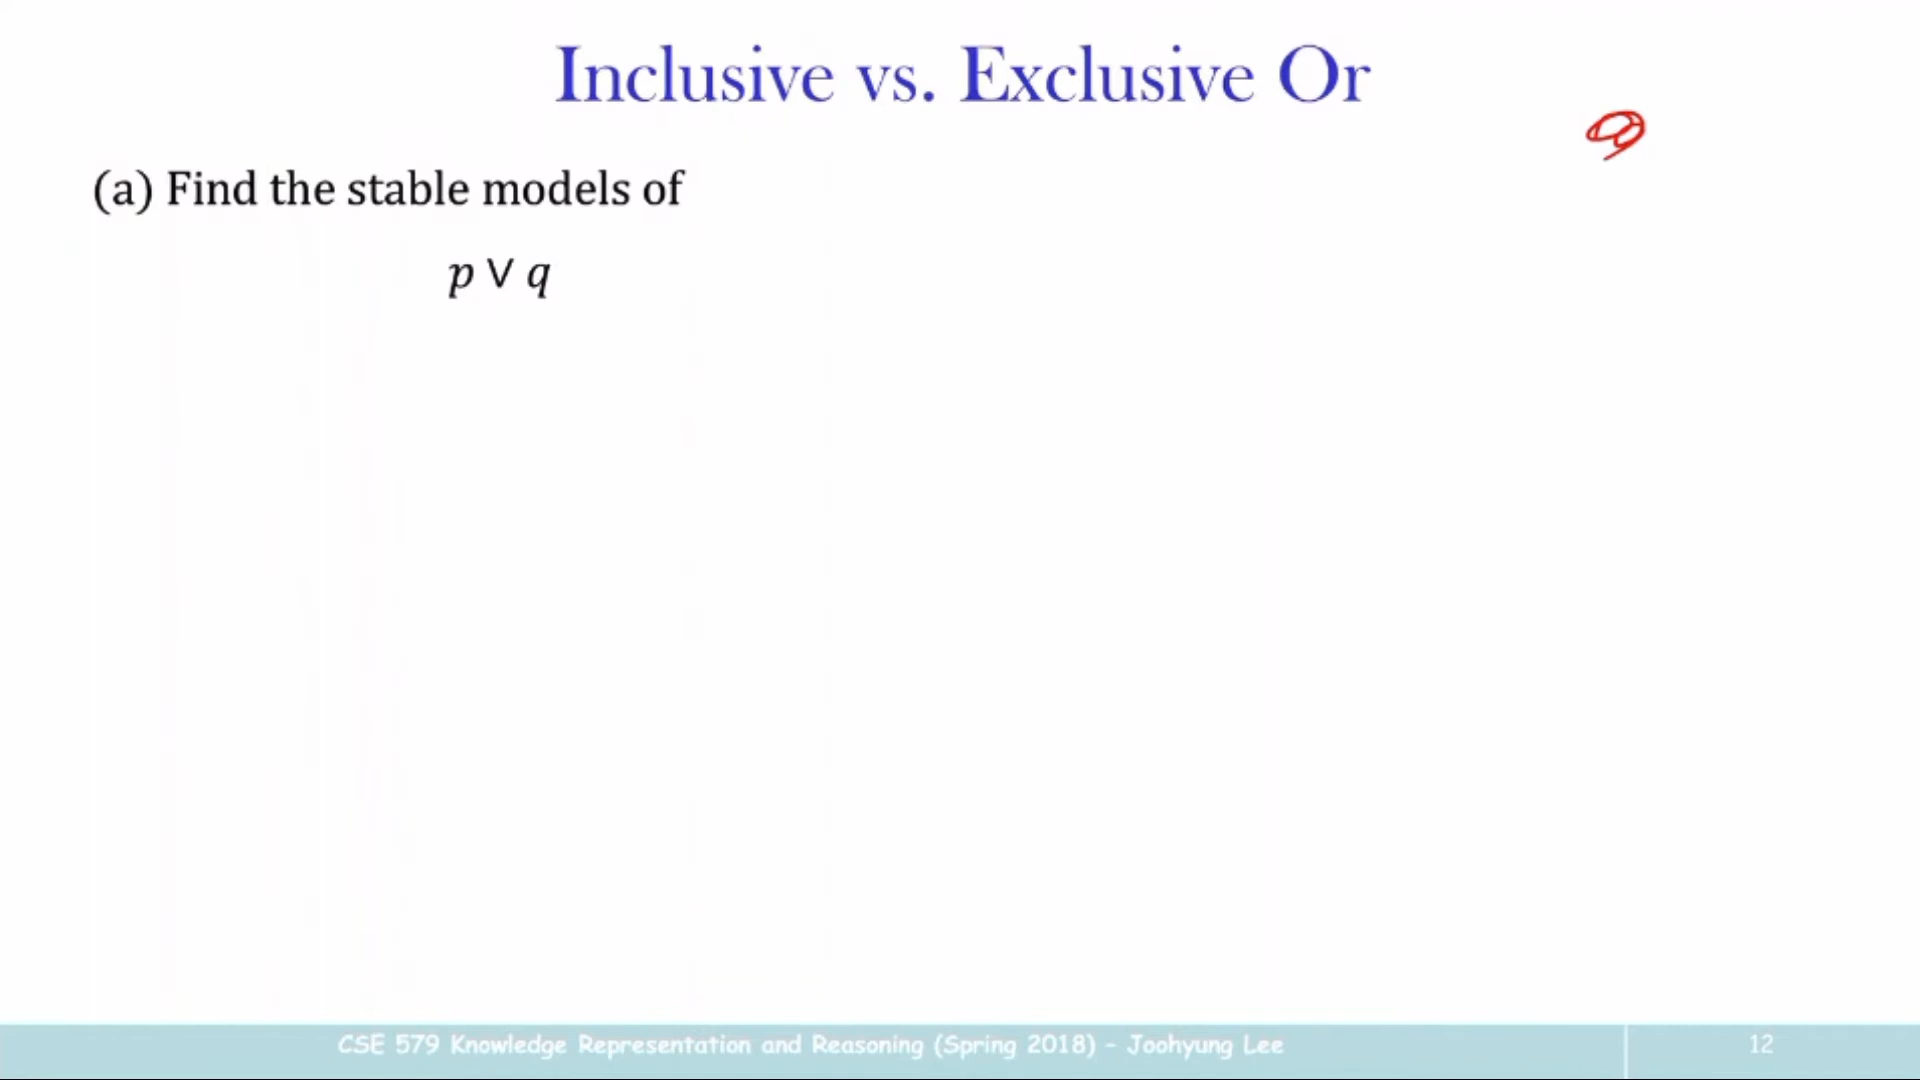 Inclusive vs. Exclusive Or
(a) Find the stable models of
p ∨ q
CSE 579 Knowledge Representation and Reasoning (Spring 2018) - Joohyung Lee
12